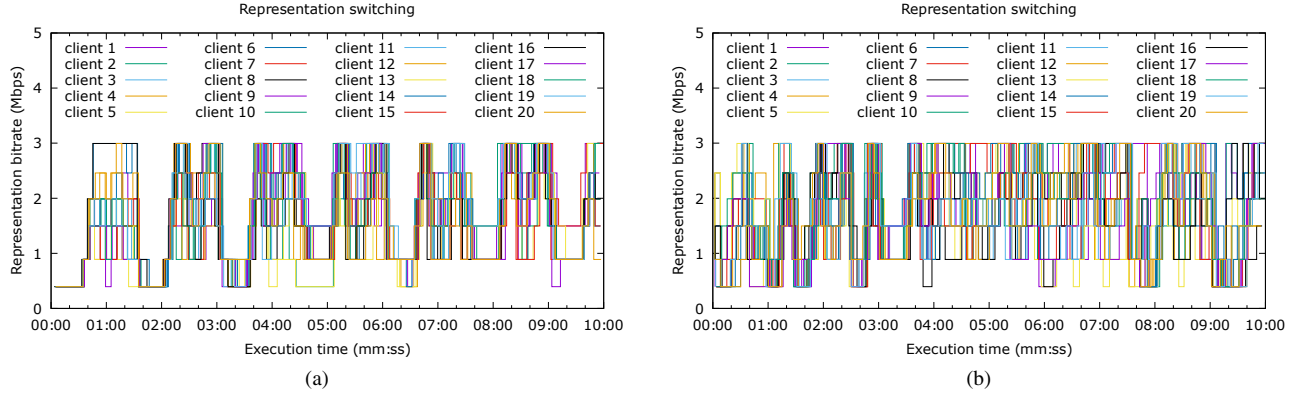 Representation switching
5
4
3
2
1
0
Representation bitrate (Mbps)
client 1 client 6 client 11 client 16
client 2 client 7 client 12 client 17
client 3 client 8 client 13 client 18
client 4 client 9 client 14 client 19
client 5 client 10 client 15 client 20
00:00 01:00 02:00 03:00 04:00 05:00 06:00 07:00 08:00 09:00 10:00
Execution time (mm:ss)
(a)
Representation switching
5
4
3
2
1
0
Representation bitrate (Mbps)
client 1 client 6 client 11 client 16
client 2 client 7 client 12 client 17
client 3 client 8 client 13 client 18
client 4 client 9 client 14 client 19
client 5 client 10 client 15 client 20
00:00 01:00 02:00 03:00 04:00 05:00 06:00 07:00 08:00 09:00 10:00
Execution time (mm:ss)
(b)